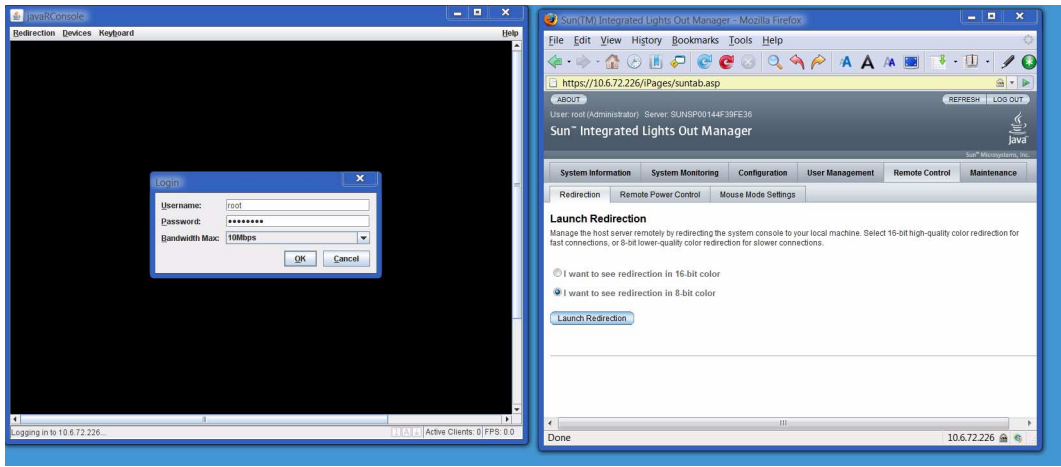 JavaRConsole
Redirection Devices Keyboard Help
Login
Username: root
Password: ••••••••
Bandwidth Max: 10Mbps
OK Cancel
Logging in to 10.6.72.226...
Active Clients: 0 FPS: 0.0
Sun(TM) Integrated Lights Out Manager - Mozilla Firefox
File Edit View History Bookmarks Tools Help
https://10.6.72.226/iPages/suntab.asp
ABOUT REFRESH LOG OUT
User: root (Administrator) Server: SUNSP00144F39FE36
Sun™ Integrated Lights Out Manager
Java
Sun™ Microsystems, Inc.
System Information System Monitoring Configuration User Management Remote Control Maintenance
Redirection Remote Power Control Mouse Mode Settings
Launch Redirection
Manage the host server remotely by redirecting the system console to your local machine. Select 16-bit high-quality color redirection for
fast connections, or 8-bit lower-quality color redirection for slower connections.
I want to see redirection in 16-bit color
I want to see redirection in 8-bit color
Launch Redirection
Done 10.6.72.226